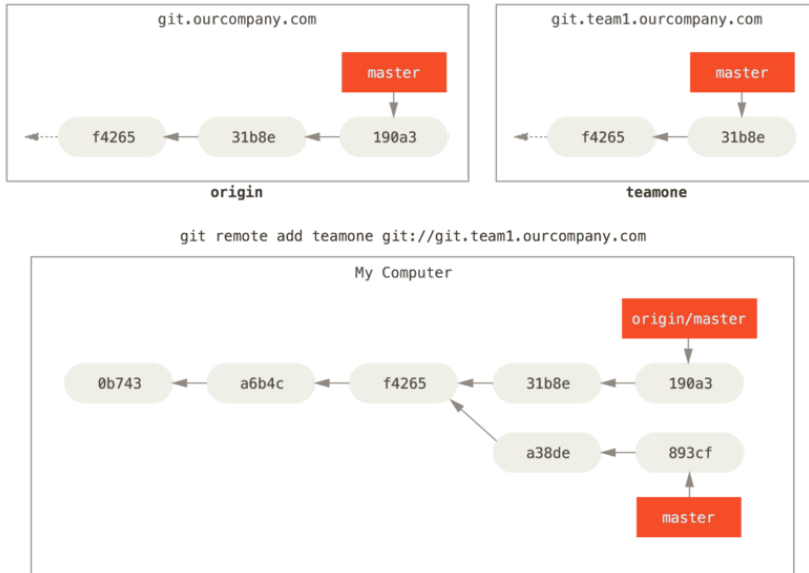 git.ourcompany.com
master
f4265 31b8e 190a3
origin
git.team1.ourcompany.com
master
f4265 31b8e
teamone
git remote add teamone git://git.team1.ourcompany.com
My Computer
origin/master
0b743 a6b4c f4265 31b8e 190a3
a38de 893cf
master